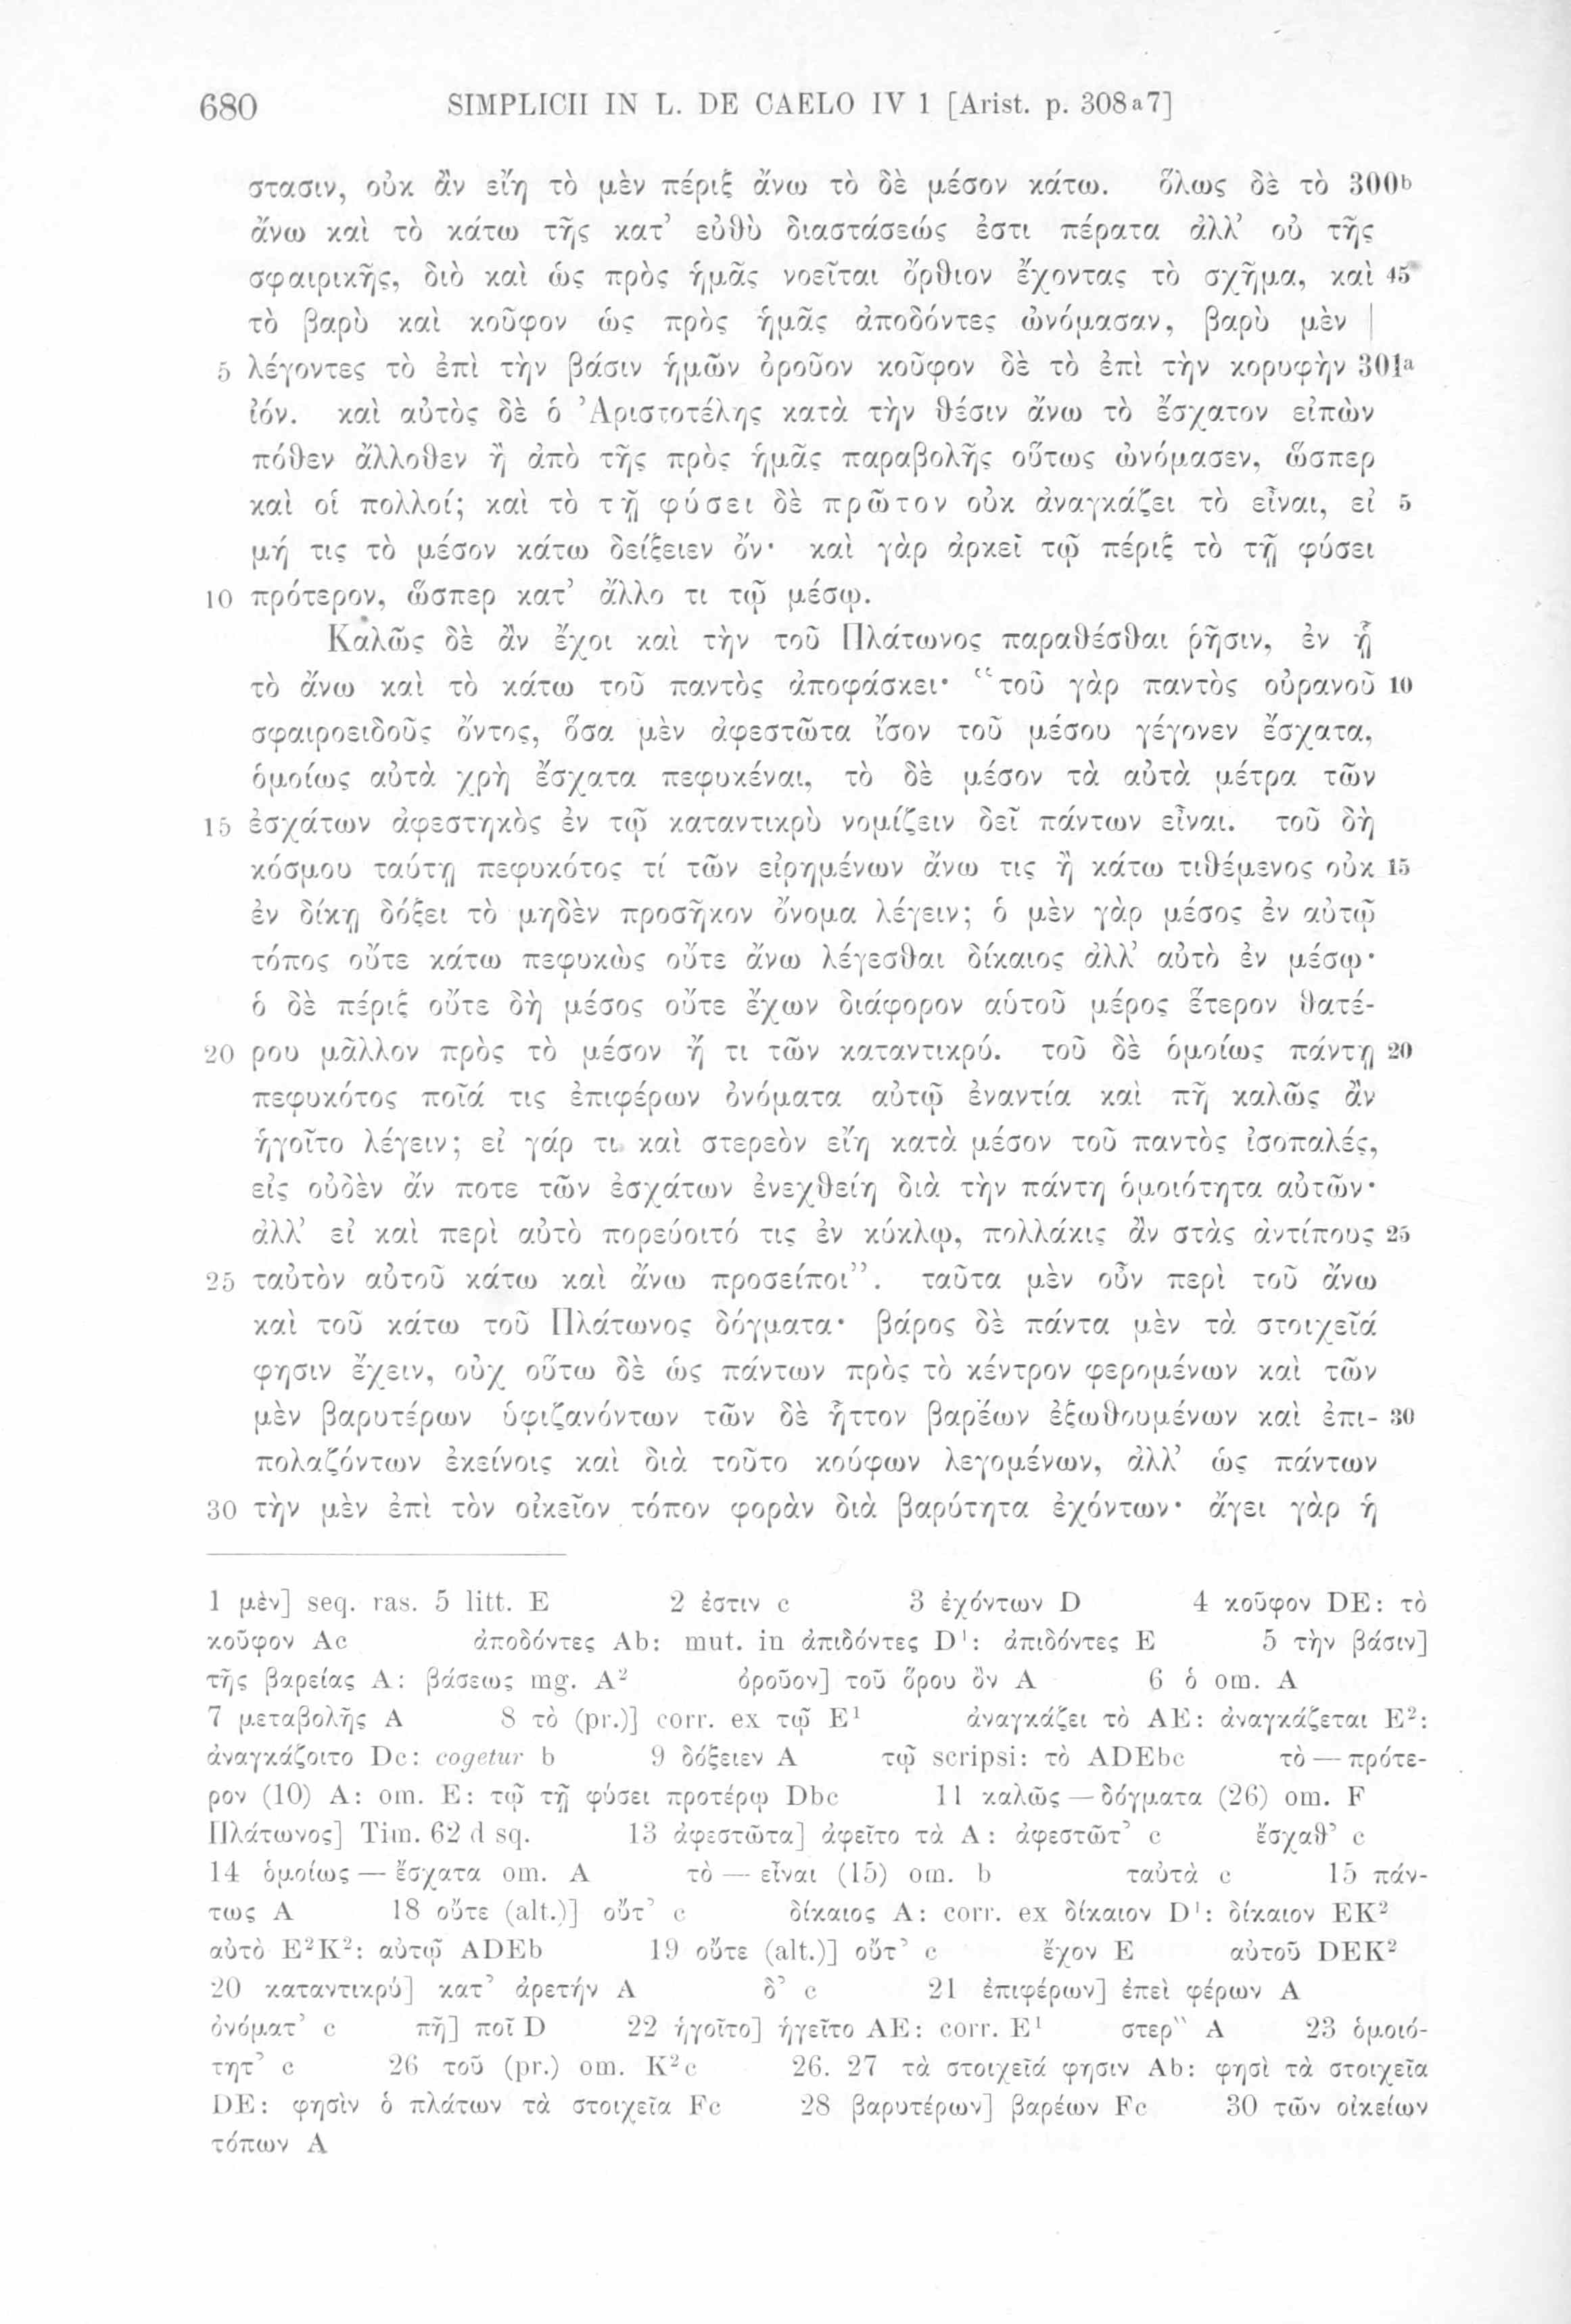 680 SIMPLICII IN L. DE CAELO IV 1 [Arist. p. 308a7]
στασιν, οὐκ ἂν εἴη τὸ μὲν πέριξ ἄνω τὸ δὲ μέσον κάτω. ὅλως δὲ τὸ 300b
ἄνω καὶ τὸ κάτω τῆς κατ’ εὐθὺ διαστάσεώς ἐστι πέρατα ἀλλ’ οὐ τῆς
σφαιρικῆς, διὸ καὶ ὡς πρὸς ἡμᾶς νοεῖται ὄρθιον ἔχοντας τὸ σχῆμα, καὶ 45
τὸ βαρὺ καὶ κοῦφον ὡς πρὸς ἡμᾶς ἀποδόντες ὠνόμασαν, βαρὺ μὲν |
5 λέγοντες τὸ ἐπὶ τὴν βάσιν ἡμῶν ὀροῦον κοῦφον δὲ τὸ ἐπὶ τὴν κορυφὴν 301a
ἰόν. καὶ αὐτὸς δὲ ὁ Ἀριστοτέλης κατὰ τὴν θέσιν ἄνω τὸ ἔσχατον εἰπὼν
πόθεν ἄλλοθεν ἢ ἀπὸ τῆς πρὸς ἡμᾶς παραβολῆς οὕτως ὠνόμασεν, ὥσπερ
καὶ οἱ πολλοί; καὶ τὸ τῇ φύσει δὲ πρῶτον οὐκ ἀναγκάζει τὸ εἶναι, εἰ 5
μή τις τὸ μέσον κάτω δείξειεν ὄν· καὶ γὰρ ἀρκεῖ τῷ πέριξ τὸ τῇ φύσει
10 πρότερον, ὥσπερ κατ’ ἄλλο τι τῷ μέσῳ.
Καλῶς δὲ ἂν ἔχοι καὶ τὴν τοῦ Πλάτωνος παραθέσθαι ῥῆσιν, ἐν ᾗ
τὸ ἄνω καὶ τὸ κάτω τοῦ παντὸς ἀποφάσκει· “τοῦ γὰρ παντὸς οὐρανοῦ 10
σφαιροειδοῦς ὄντος, ὅσα μὲν ἀφεστῶτα ἴσον τοῦ μέσου γέγονεν ἔσχατα,
ὁμοίως αὐτὰ χρὴ ἔσχατα πεφυκέναι, τὸ δὲ μέσον τὰ αὐτὰ μέτρα τῶν
15 ἐσχάτων ἀφεστηκὸς ἐν τῷ καταντικρὺ νομίζειν δεῖ πάντων εἶναι. τοῦ δὴ
κόσμου ταύτῃ πεφυκότος τί τῶν εἰρημένων ἄνω τις ἢ κάτω τιθέμενος οὐκ 15
ἐν δίκῃ δόξει τὸ μηδὲν προσῆκον ὄνομα λέγειν; ὁ μὲν γὰρ μέσος ἐν αὐτῷ
τόπος οὔτε κάτω πεφυκὼς οὔτε ἄνω λέγεσθαι δίκαιος ἀλλ’ αὐτὸ ἐν μέσῳ·
ὁ δὲ πέριξ οὔτε δὴ μέσος οὔτε ἔχων διάφορον αὑτοῦ μέρος ἕτερον θατέ-
20 ρου μᾶλλον πρὸς τὸ μέσον ἤ τι τῶν καταντικρύ. τοῦ δὲ ὁμοίως πάντῃ 20
πεφυκότος ποῖά τις ἐπιφέρων ὀνόματα αὐτῷ ἐναντία καὶ πῆ καλῶς ἂν
ἡγοῖτο λέγειν; εἰ γάρ τι καὶ στερεὸν εἴη κατὰ μέσον τοῦ παντὸς ἰσοπαλές,
εἰς οὐδὲν ἄν ποτε τῶν ἐσχάτων ἐνεχθείη διὰ τὴν πάντη ὁμοιότητα αὐτῶν·
ἀλλ’ εἰ καὶ περὶ αὐτὸ πορεύοιτό τις ἐν κύκλῳ, πολλάκις ἂν στὰς ἀντίπους 25
25 ταὐτὸν αὐτοῦ κάτω καὶ ἄνω προσείποι”. ταῦτα μὲν οὖν περὶ τοῦ ἄνω
καὶ τοῦ κάτω τοῦ Πλάτωνος δόγματα· βάρος δὲ πάντα μὲν τὰ στοιχεῖά
φησιν ἔχειν, οὐχ οὕτω δὲ ὡς πάντων πρὸς τὸ κέντρον φερομένων καὶ τῶν
μὲν βαρυτέρων ὑφιζανόντων τῶν δὲ ἧττον βαρέων ἐξωθουμένων καὶ ἐπι- 30
πολαζόντων ἐκείνοις καὶ διὰ τοῦτο κούφων λεγομένων, ἀλλ’ ὡς πάντων
30 τὴν μὲν ἐπὶ τὸν οἰκεῖον τόπον φορὰν διὰ βαρύτητα ἐχόντων· ἄγει γὰρ ἡ
1 μὲν] seq. ras. 5 litt. E 2 ἐστιν c 3 ἐχόντων D 4 κοῦφον DE: τὸ
κοῦφον Ac ἀποδόντες Ab: mut. in ἀπιδόντες D¹: ἀπιδόντες E 5 τὴν βάσιν]
τῆς βαρείας A: βάσεως mg. A² ὀροῦον] τοῦ ὅρου ὂν A 6 ὁ om. A
7 μεταβολῆς A 8 τὸ (pr.)] corr. ex τῷ E¹ ἀναγκάζει τὸ AE: ἀναγκάζεται E²:
ἀναγκάζοιτο Dc: cogetur b 9 δόξειεν A τῷ scripsi: τὸ ADEbc τὸ — πρότε-
ρον (10) A: om. E: τῷ τῇ φύσει προτέρῳ Dbc 11 καλῶς — δόγματα (26) om. F
Πλάτωνος] Tim. 62 d sq. 13 ἀφεστῶτα] ἀφεῖτο τὰ A: ἀφεστῶτ’ c ἔσχαθ’ c
14 ὁμοίως — ἔσχατα om. A τὸ — εἶναι (15) om. b ταὐτὰ c 15 πάν-
τως A 18 οὔτε (alt.)] οὔτ’ c δίκαιος A: corr. ex δίκαιον D¹: δίκαιον EK²
αὐτὸ E²K²: αὐτῷ ADEb 19 οὔτε (alt.)] οὔτ’ c ἔχον E αὐτοῦ DEK²
20 καταντικρύ] κατ’ ἀρετήν A δ’ c 21 ἐπιφέρων] ἐπεὶ φέρων A
ὀνόματ’ c πῆ] ποῖ D 22 ἡγοῖτο] ἡγεῖτο AE: corr. E¹ στερ" A 23 ὁμοιό-
τητ’ c 26 τοῦ (pr.) om. K²c 26. 27 τὰ στοιχεῖά φησιν Ab: φησὶ τὰ στοιχεῖα
DE: φησὶν ὁ πλάτων τὰ στοιχεῖα Fc 28 βαρυτέρων] βαρέων Fc 30 τῶν οἰκείων
τόπων A